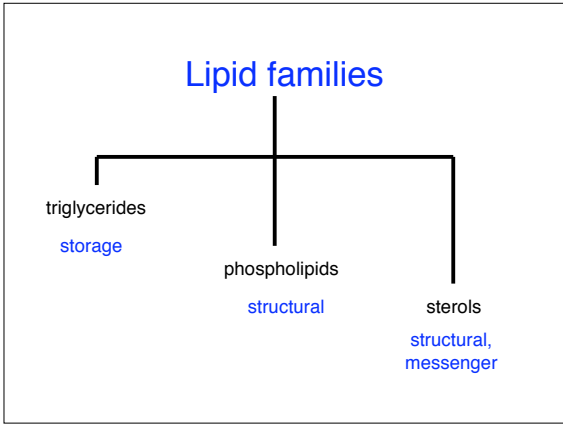 Lipid families
triglycerides
storage
phospholipids
structural
sterols
structural,
messenger